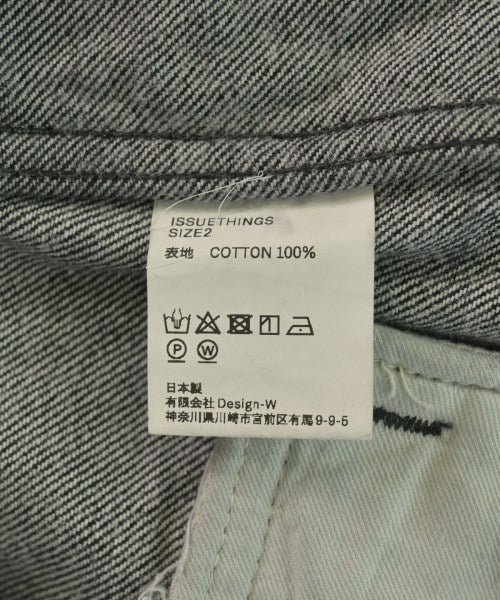 ISSUETHINGS
SIZE2
表地 COTTON 100%
P W
日本製
有限会社 Design-W
神奈川県川崎市宮前区有馬9-9-5